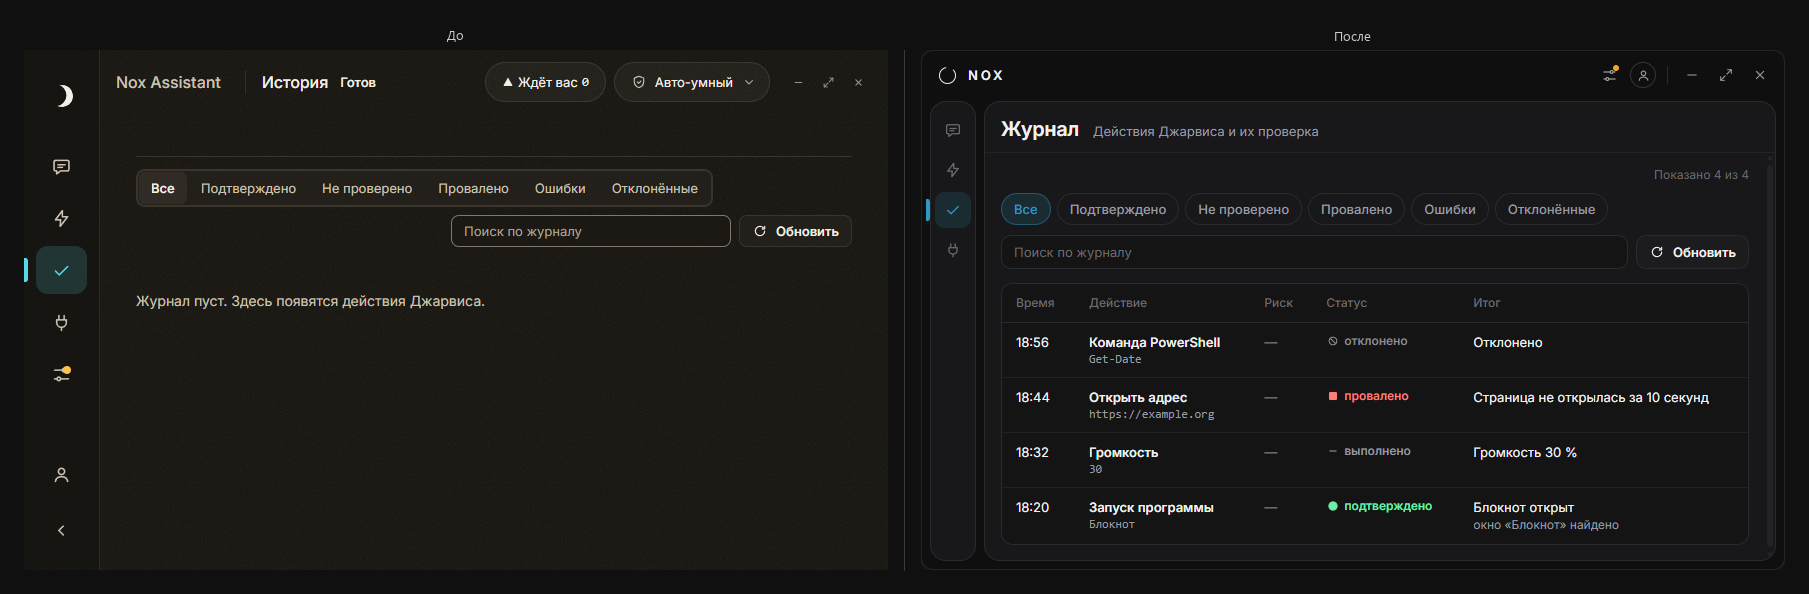 До
Nox Assistant
История Готов
Ждёт вас 0
Авто-умный
Все Подтверждено Не проверено Провалено Ошибки Отклонённые
Поиск по журналу
Обновить
Журнал пуст. Здесь появятся действия Джарвиса.
После
NOX
Журнал Действия Джарвиса и их проверка
Показано 4 из 4
Все Подтверждено Не проверено Провалено Ошибки Отклонённые
Поиск по журналу
Обновить
Время Действие Риск Статус Итог
18:56 Команда PowerShell — отклонено Отклонено
Get-Date
18:44 Открыть адрес — провалено Страница не открылась за 10 секунд
https://example.org
18:32 Громкость — выполнено Громкость 30 %
30
18:20 Запуск программы — подтверждено Блокнот открыт
Блокнот окно «Блокнот» найдено